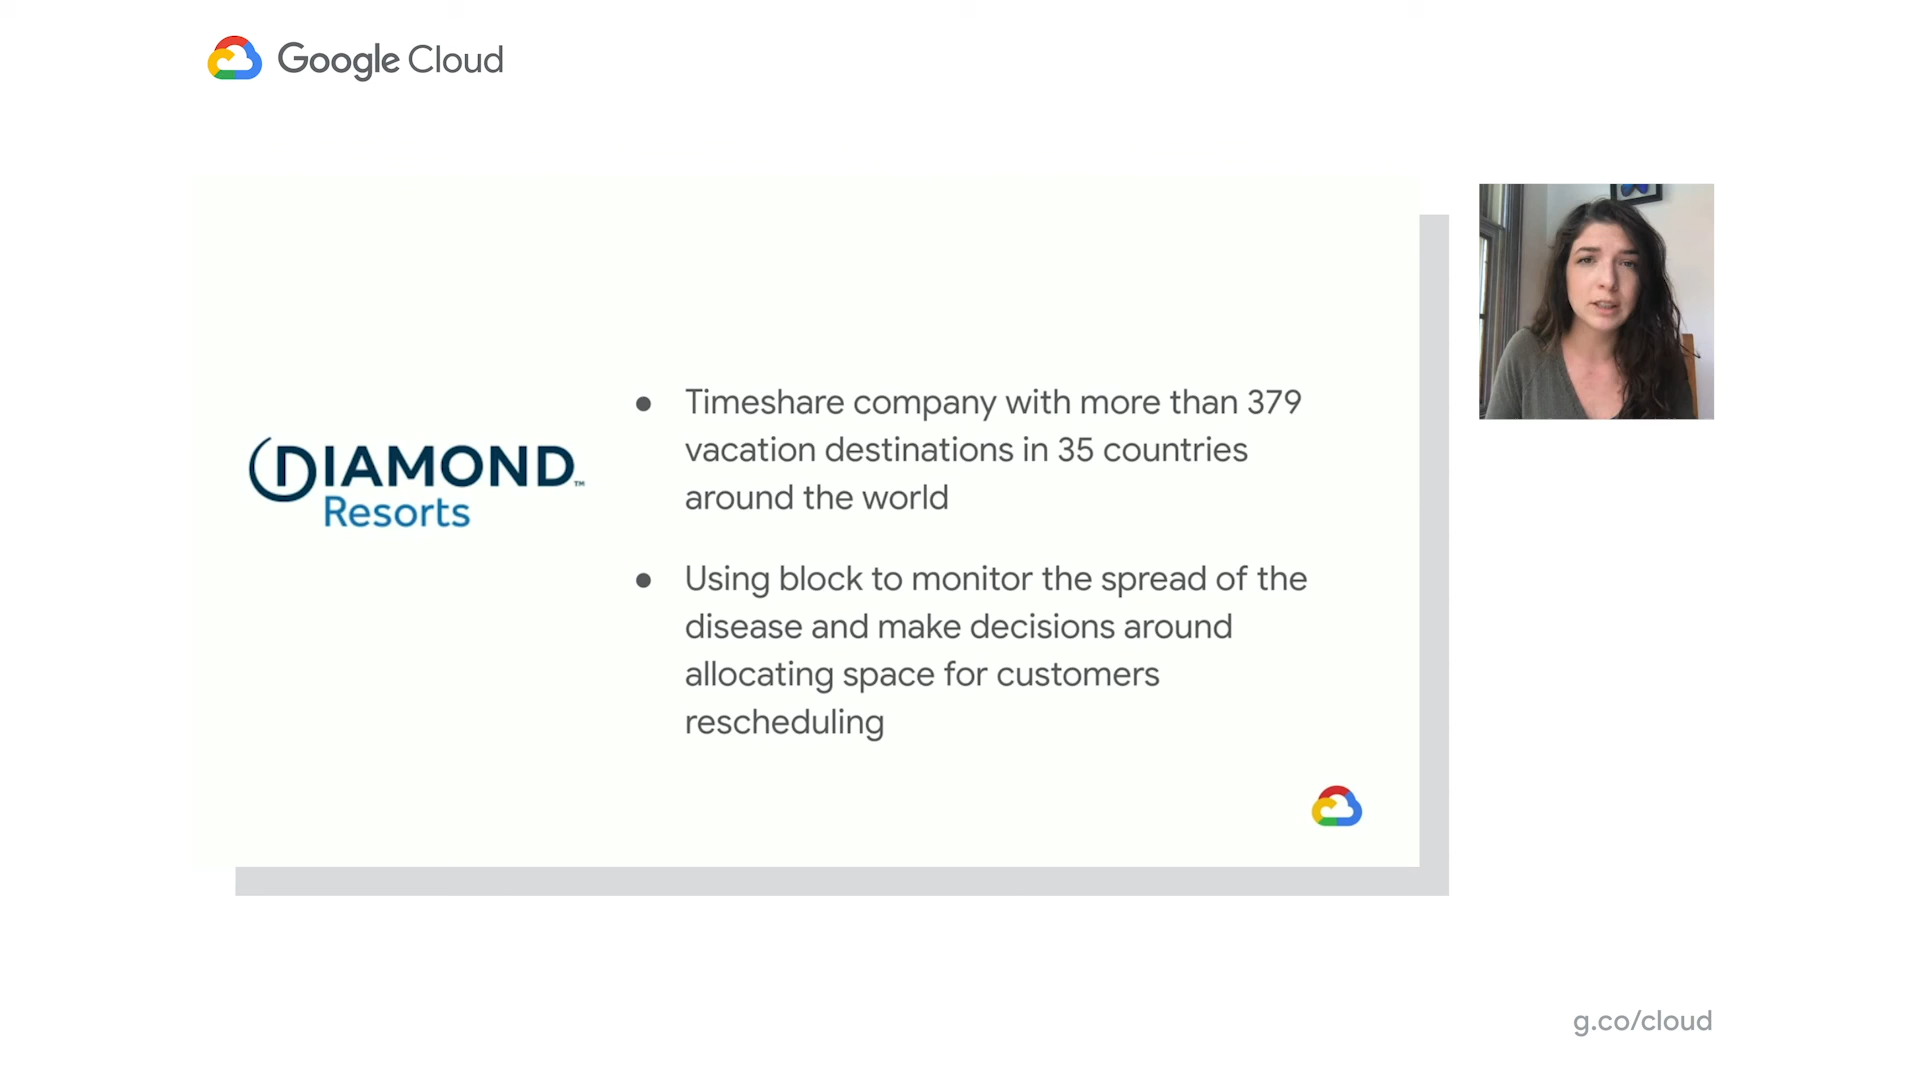 Google Cloud
DIAMOND™
Resorts
● Timeshare company with more than 379
vacation destinations in 35 countries
around the world
● Using block to monitor the spread of the
disease and make decisions around
allocating space for customers
rescheduling
g.co/cloud